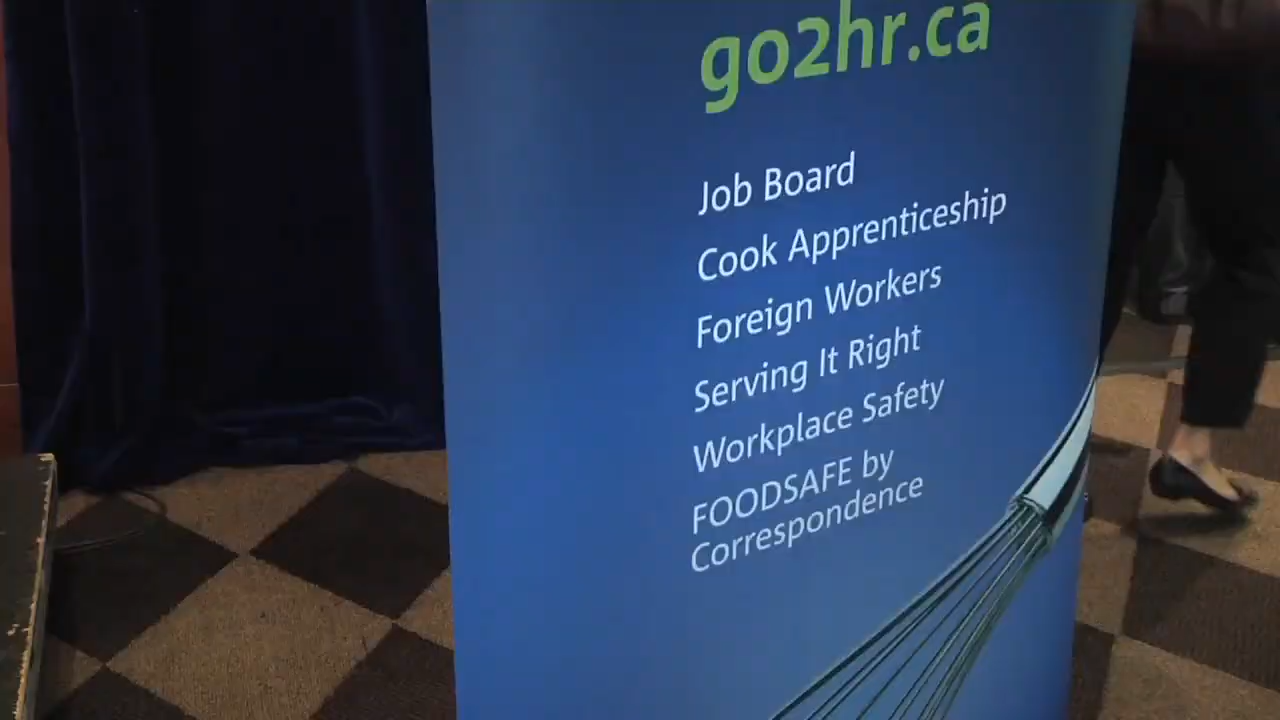 go2hr.ca
Job Board
Cook Apprenticeship
Foreign Workers
Serving It Right
Workplace Safety
FOODSAFE by
Correspondence